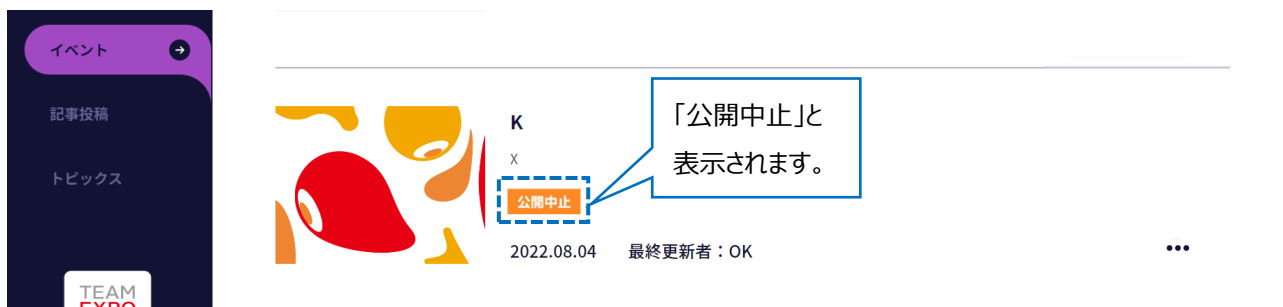 イベント
記事投稿
トピックス
TEAM
EXPO
K
X
公開中止
2022.08.04 最終更新者：OK
「公開中止」と
表示されます。